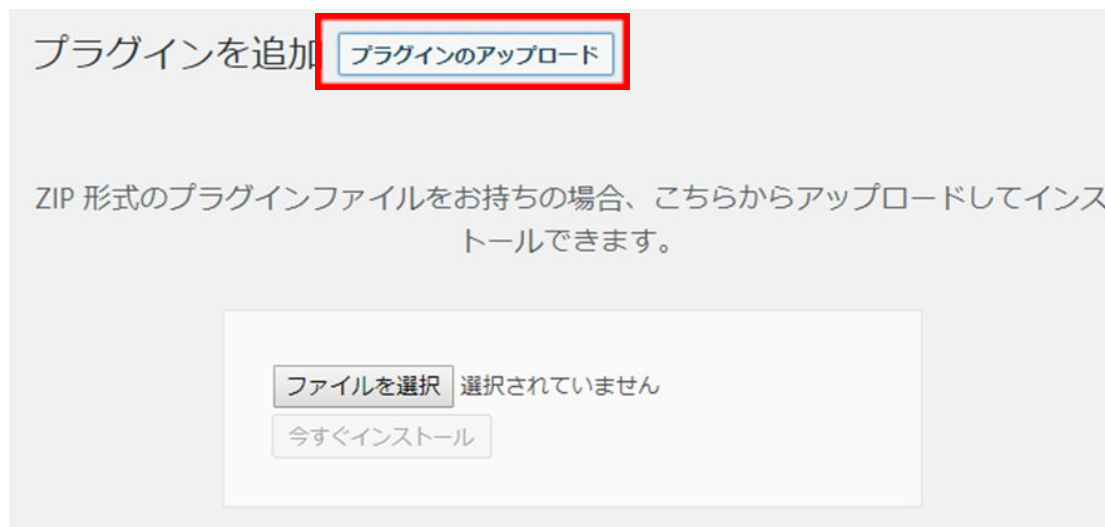 プラグインを追加 プラグインのアップロード
ZIP 形式のプラグインファイルをお持ちの場合、こちらからアップロードしてインス
トールできます。
ファイルを選択 選択されていません
今すぐインストール